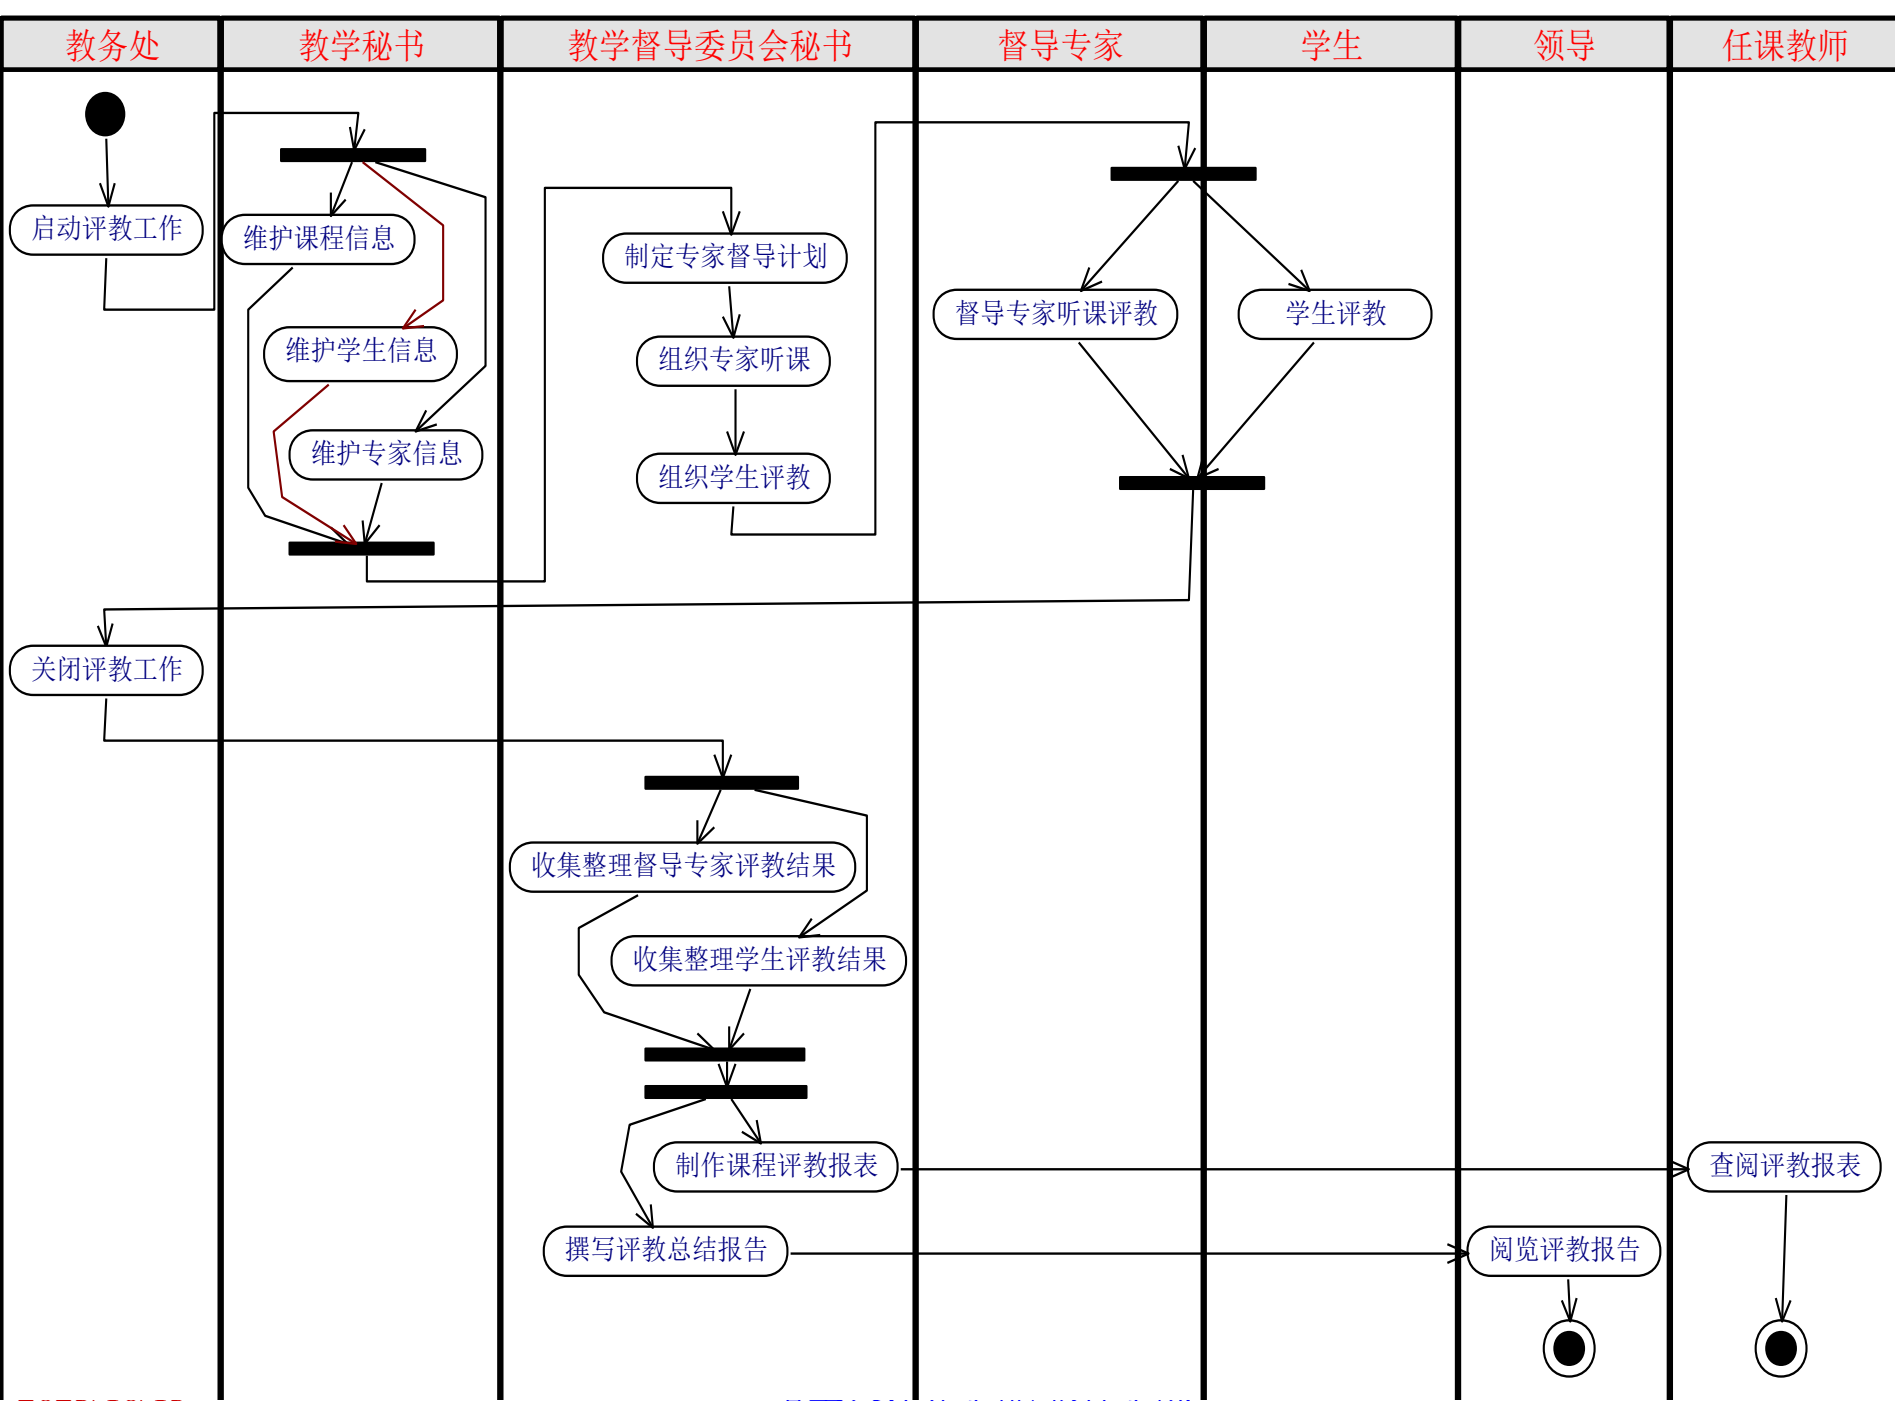 教务处 教学秘书 教学督导委员会秘书 督导专家 学生 领导 任课教师
启动评教工作
维护课程信息
维护学生信息
维护专家信息
制定专家督导计划
组织专家听课
组织学生评教
督导专家听课评教
学生评教
关闭评教工作
收集整理督导专家评教结果
收集整理学生评教结果
制作课程评教报表
查阅评教报表
撰写评教总结报告
阅览评教报告